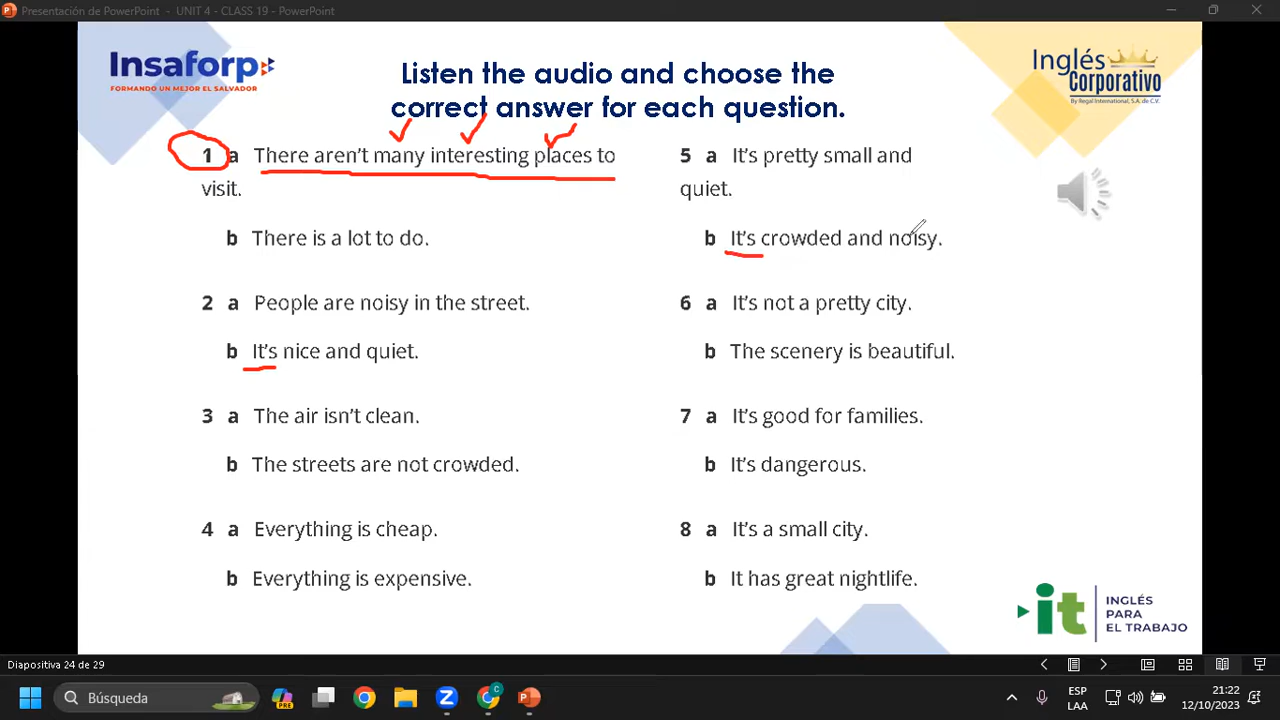 Presentación de PowerPoint - UNIT 4 - CLASS 19 - PowerPoint
Insaforp
FORMANDO UN MEJOR EL SALVADOR
Listen the audio and choose the
correct answer for each question.
Inglés
Corporativo
By Regal International, S.A. de C.V.
1 a There aren't many interesting places to
visit.
b There is a lot to do.
2 a People are noisy in the street.
b It's nice and quiet.
3 a The air isn't clean.
b The streets are not crowded.
4 a Everything is cheap.
b Everything is expensive.
5 a It's pretty small and
quiet.
b It's crowded and noisy.
6 a It's not a pretty city.
b The scenery is beautiful.
7 a It's good for families.
b It's dangerous.
8 a It's a small city.
b It has great nightlife.
it
INGLÉS
PARA
EL TRABAJO
Diapositiva 24 de 29
Búsqueda
PRE
C
ESP
LAA
21:22
12/10/2023